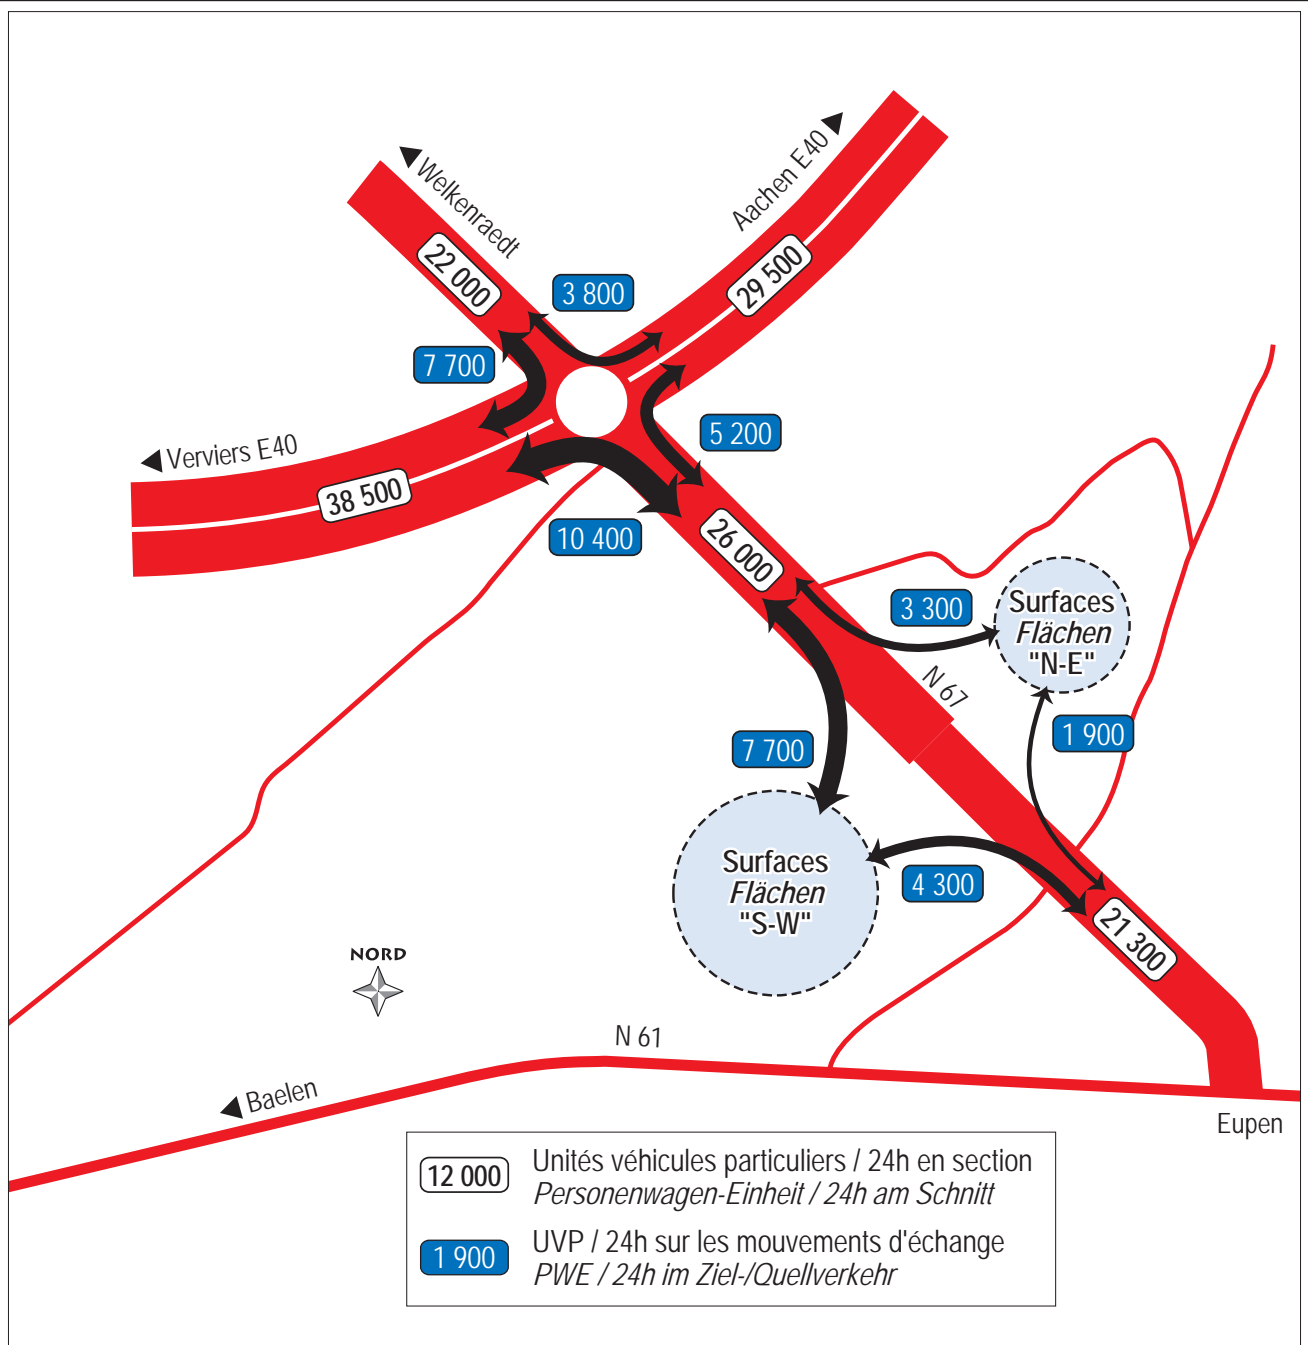 Welkenraedt
Aachen E40
22 000
3 800
29 500
7 700
5 200
Verviers E40
38 500
10 400
26 000
3 300
Surfaces
Flächen
"N-E"
N 67
1 900
7 700
Surfaces
Flächen
"S-W"
4 300
21 300
NORD
N 61
Baelen
Eupen
12 000
Unités véhicules particuliers / 24h en section
Personenwagen-Einheit / 24h am Schnitt
1 900
UVP / 24h sur les mouvements d'échange
PWE / 24h im Ziel-/Quellverkehr